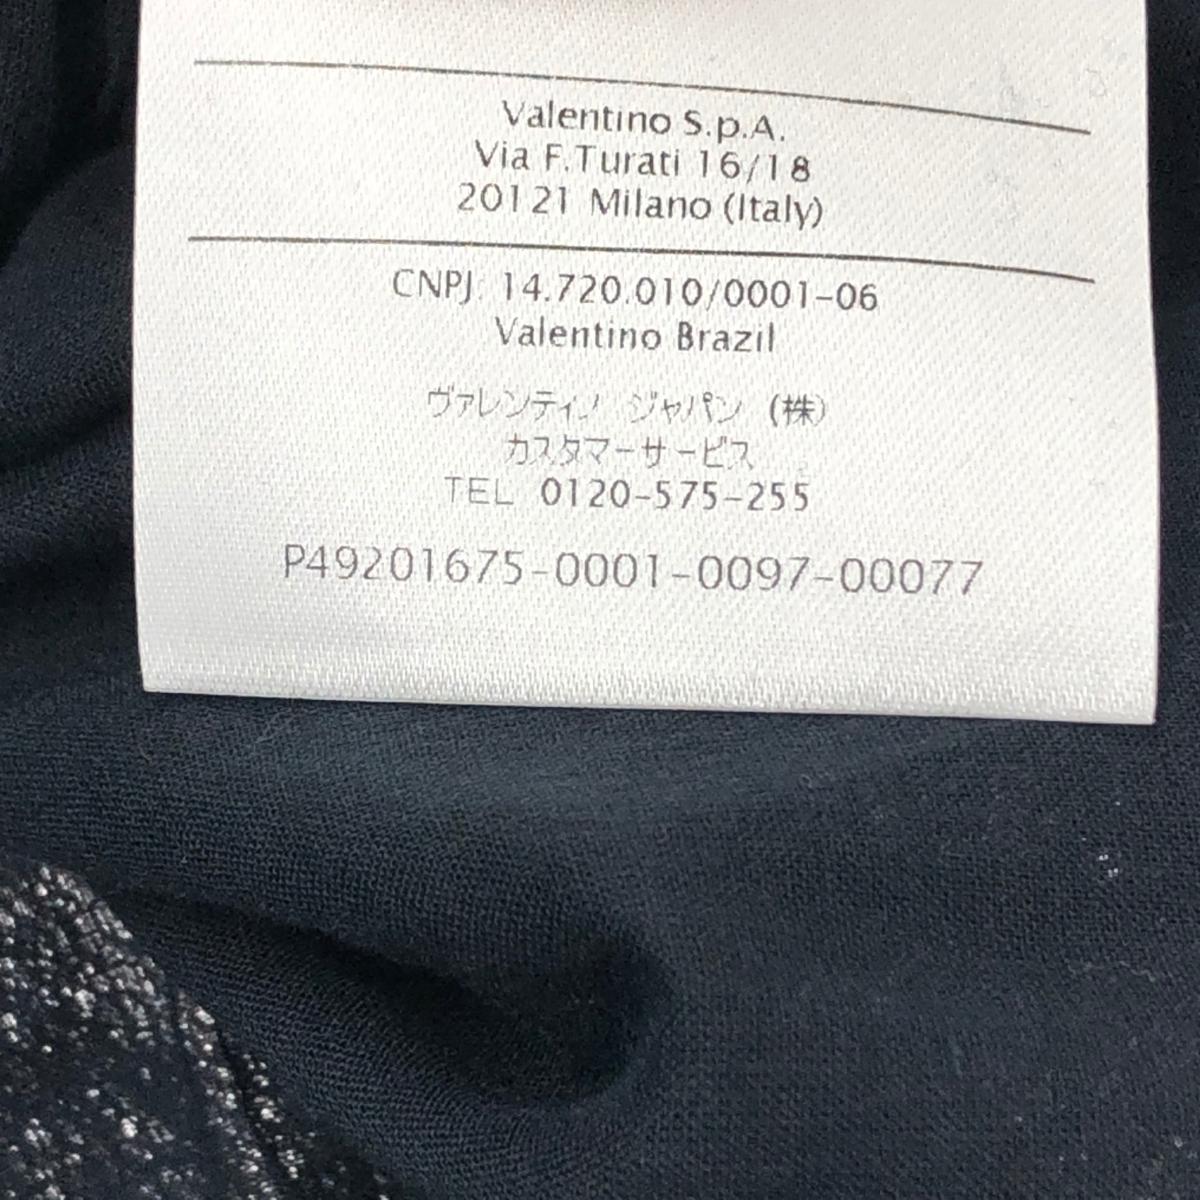 Valentino S.p.A.
Via F.Turati 16/18
20121 Milano (Italy)
CNPJ: 14.720.010/0001-06
Valentino Brazil
ヴァレンティノ ジャパン (株)
カスタマーサービス
TEL 0120-575-255
P49201675-0001-0097-00077